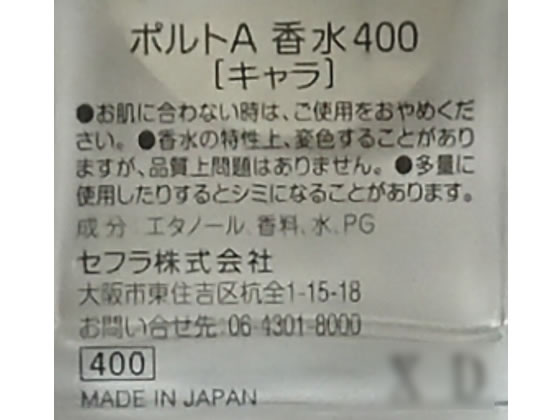 ポルトA 香水400
[キャラ]
●お肌に合わない時は、ご使用をおやめくだ
さい。●香水の特性上、変色することがあり
ますが、品質上問題はありません。●多量に
使用したりするとシミになることがあります。
成分:エタノール、香料、水、PG
セフラ株式会社
大阪市東住吉区杭全1-15-18
お問い合せ先:06-4301-8000
400
MADE IN JAPAN
X D